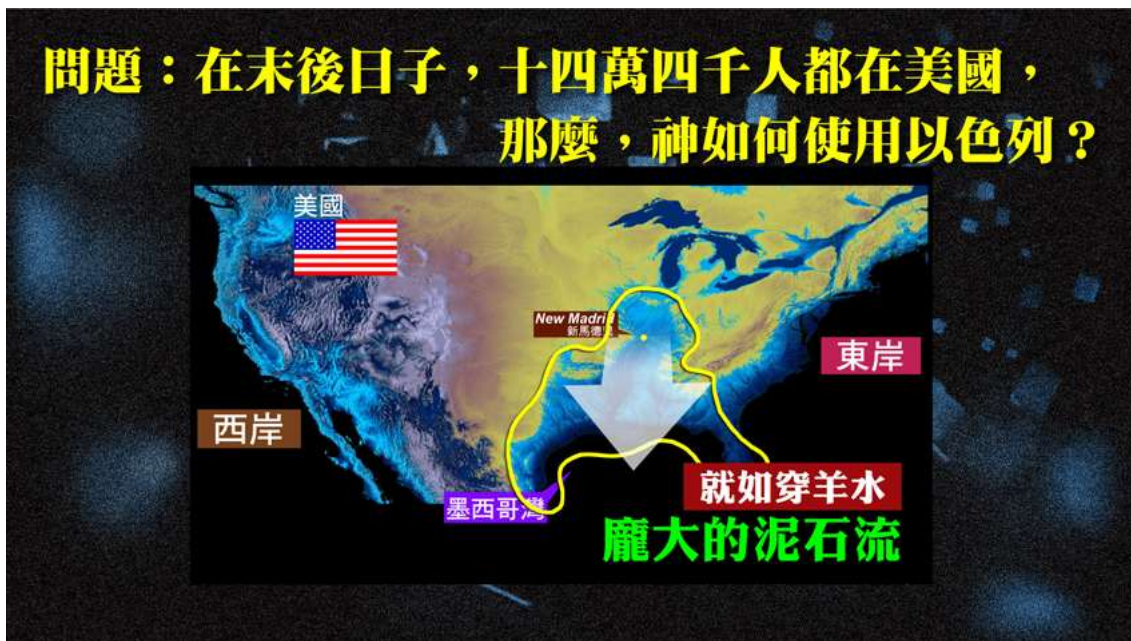 問題：在末後日子，十四萬四千人都在美國，
那麼，神如何使用以色列？
美國
New Madrid
新馬德里
東岸
西岸
就如穿羊水
墨西哥灣
龐大的泥石流